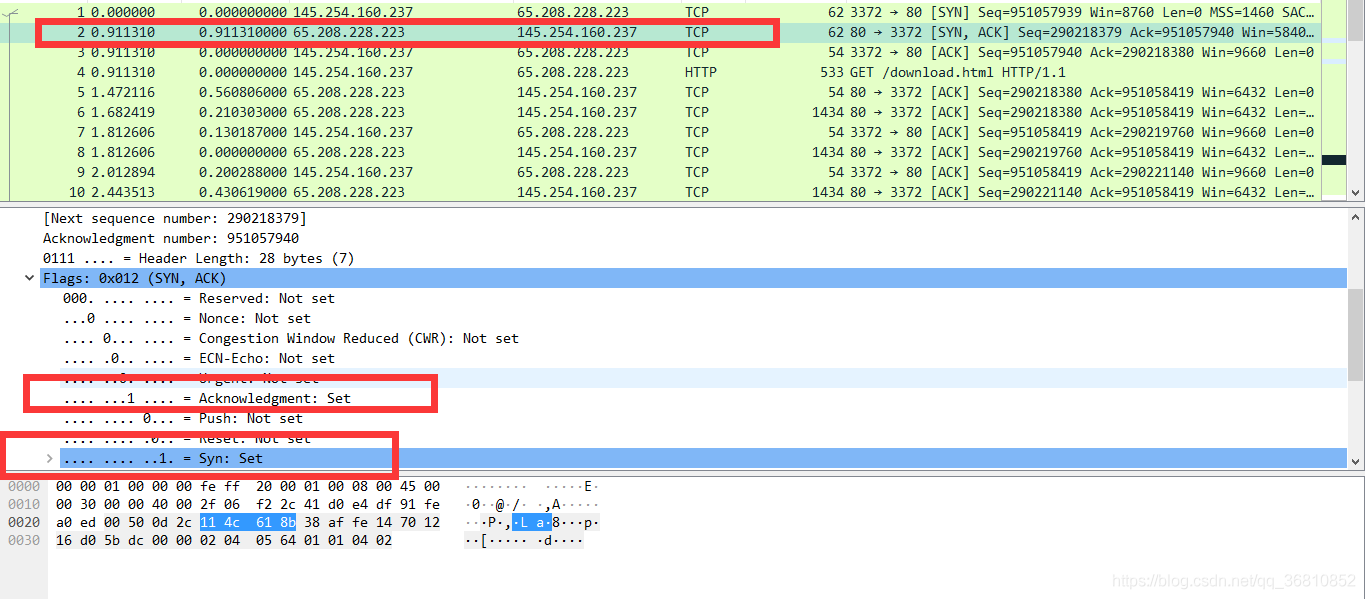 1 0.000000 0.000000000 145.254.160.237 65.208.228.223 TCP 62 3372 → 80 [SYN] Seq=951057939 Win=8760 Len=0 MSS=1460 SAC…
2 0.911310 0.911310000 65.208.228.223 145.254.160.237 TCP 62 80 → 3372 [SYN, ACK] Seq=290218379 Ack=951057940 Win=5840…
3 0.911310 0.000000000 145.254.160.237 65.208.228.223 TCP 54 3372 → 80 [ACK] Seq=951057940 Ack=290218380 Win=9660 Len=0
4 0.911310 0.000000000 145.254.160.237 65.208.228.223 HTTP 533 GET /download.html HTTP/1.1
5 1.472116 0.560806000 65.208.228.223 145.254.160.237 TCP 54 80 → 3372 [ACK] Seq=290218380 Ack=951058419 Win=6432 Len=0
6 1.682419 0.210303000 65.208.228.223 145.254.160.237 TCP 1434 80 → 3372 [ACK] Seq=290218380 Ack=951058419 Win=6432 Len=…
7 1.812606 0.130187000 145.254.160.237 65.208.228.223 TCP 54 3372 → 80 [ACK] Seq=951058419 Ack=290219760 Win=9660 Len=0
8 1.812606 0.000000000 65.208.228.223 145.254.160.237 TCP 1434 80 → 3372 [ACK] Seq=290219760 Ack=951058419 Win=6432 Len=…
9 2.012894 0.200288000 145.254.160.237 65.208.228.223 TCP 54 3372 → 80 [ACK] Seq=951058419 Ack=290221140 Win=9660 Len=0
10 2.443513 0.430619000 65.208.228.223 145.254.160.237 TCP 1434 80 → 3372 [ACK] Seq=290221140 Ack=951058419 Win=6432 Len=…
[Next sequence number: 290218379]
Acknowledgment number: 951057940
0111 .... = Header Length: 28 bytes (7)
Flags: 0x012 (SYN, ACK)
000. .... .... = Reserved: Not set
...0 .... .... = Nonce: Not set
.... 0... .... = Congestion Window Reduced (CWR): Not set
.... .0.. .... = ECN-Echo: Not set
.... ..0. .... = Urgent: Not set
.... ...1 .... = Acknowledgment: Set
.... .... 0... = Push: Not set
.... .... .0.. = Reset: Not set
.... .... ..1. = Syn: Set
0000 00 00 01 00 00 00 fe ff 20 00 01 00 08 00 45 00 ········ ·····E·
0010 00 30 00 00 40 00 2f 06 f2 2c 41 d0 e4 df 91 fe ·0··@·/· ·,A·····
0020 a0 ed 00 50 0d 2c 11 4c 61 8b 38 af fe 14 70 12 ···P·,·L a·8···p·
0030 16 d0 5b dc 00 00 02 04 05 64 01 01 04 02 ··[····· ·d····
https://blog.csdn.net/qq_36810852